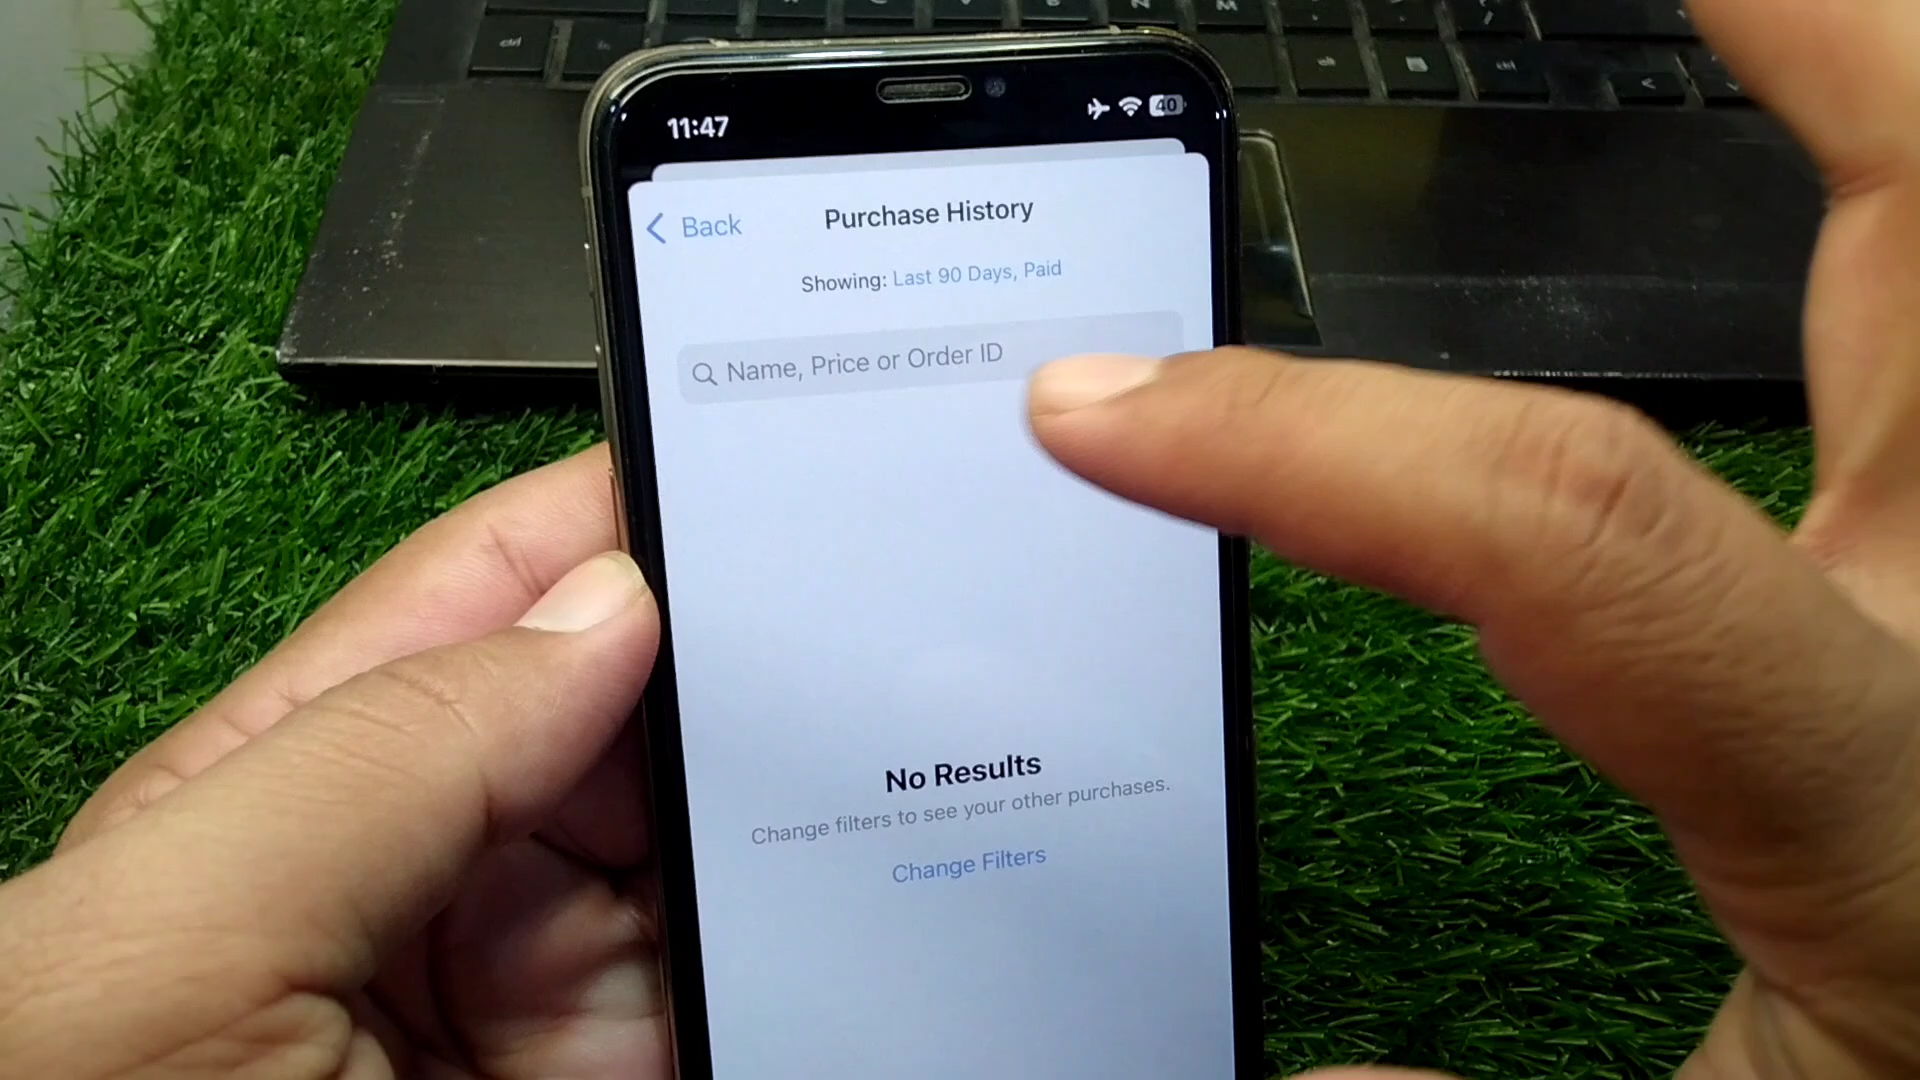 ctrl
11:47
40
Back
Purchase History
Showing: Last 90 Days, Paid
Name, Price or Order ID
No Results
Change filters to see your other purchases.
Change Filters